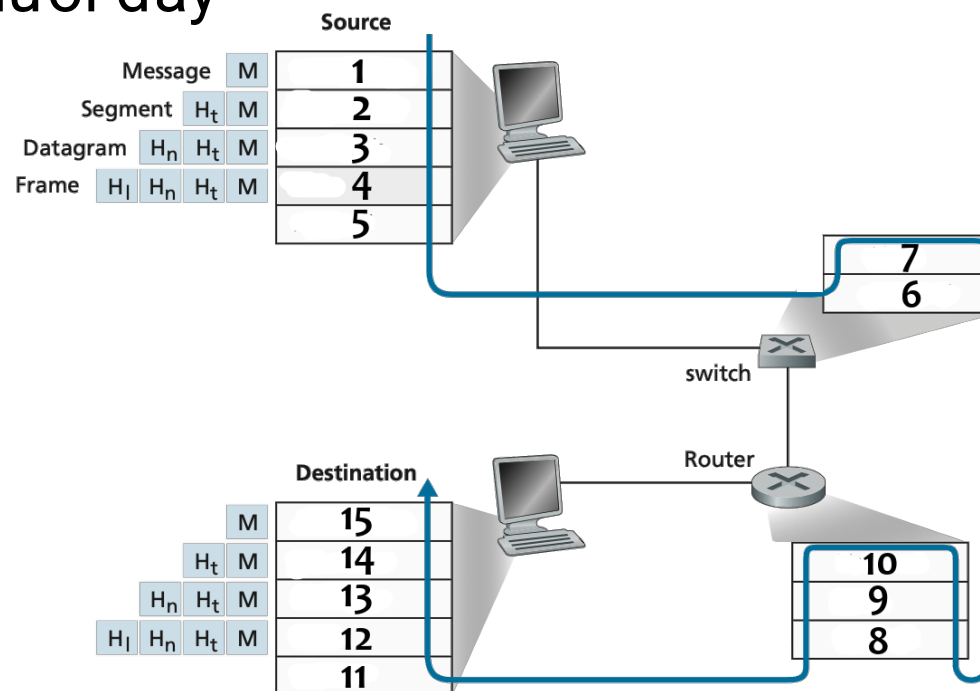 Source
Message M 1
Segment Ht M 2
Datagram Hn Ht M 3
Frame Hl Hn Ht M 4
5
7
6
switch
Router
Destination
M 15
Ht M 14
Hn Ht M 13
Hl Hn Ht M 12
11
10
9
8